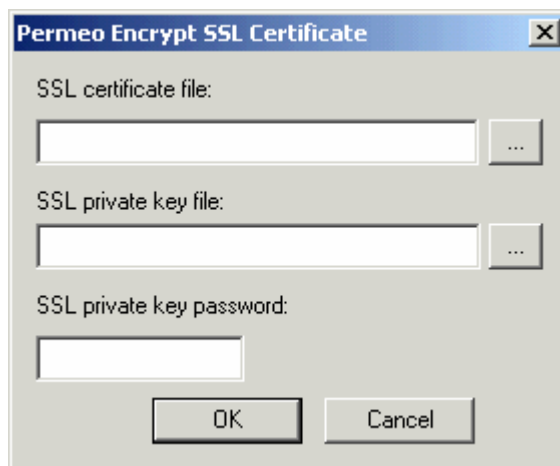 Permeo Encrypt SSL Certificate
SSL certificate file:
...
SSL private key file:
...
SSL private key password:
OK Cancel